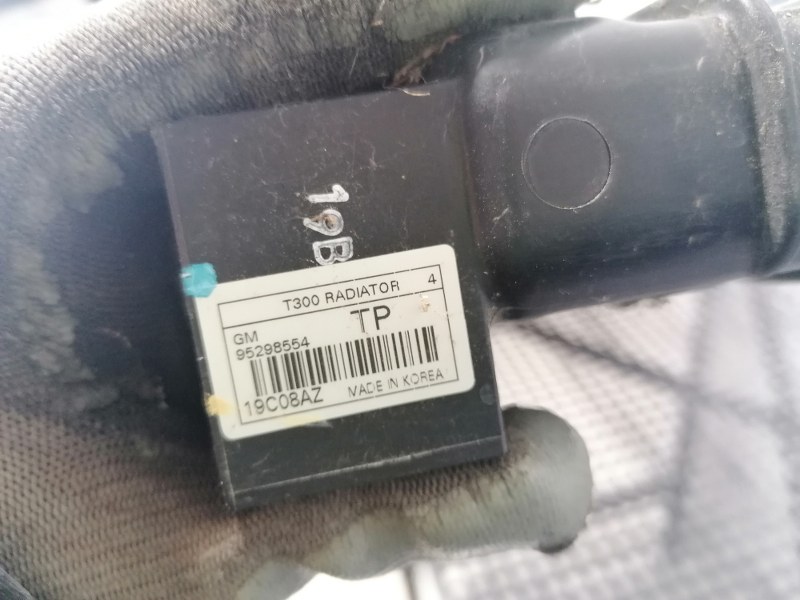 19B
T300 RADIATOR 4
GM TP
95298554
19C08AZ MADE IN KOREA